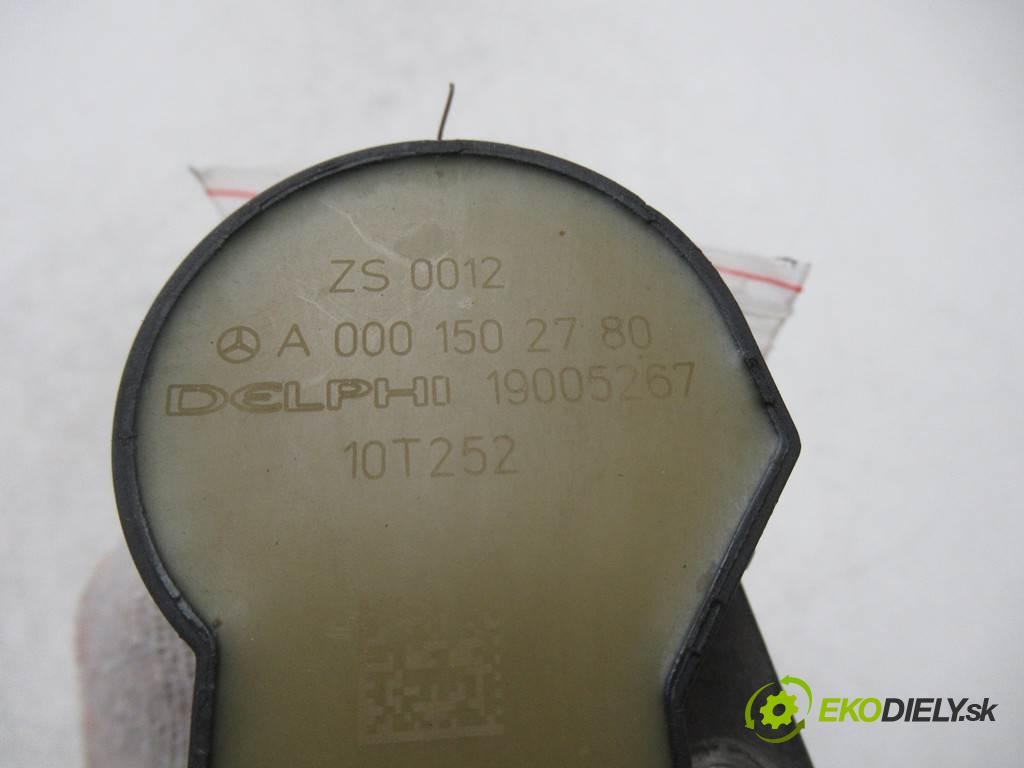 ZS 0012
A 000 150 27 80
DELPHI 19005267
10T252
EKODIELY.sk